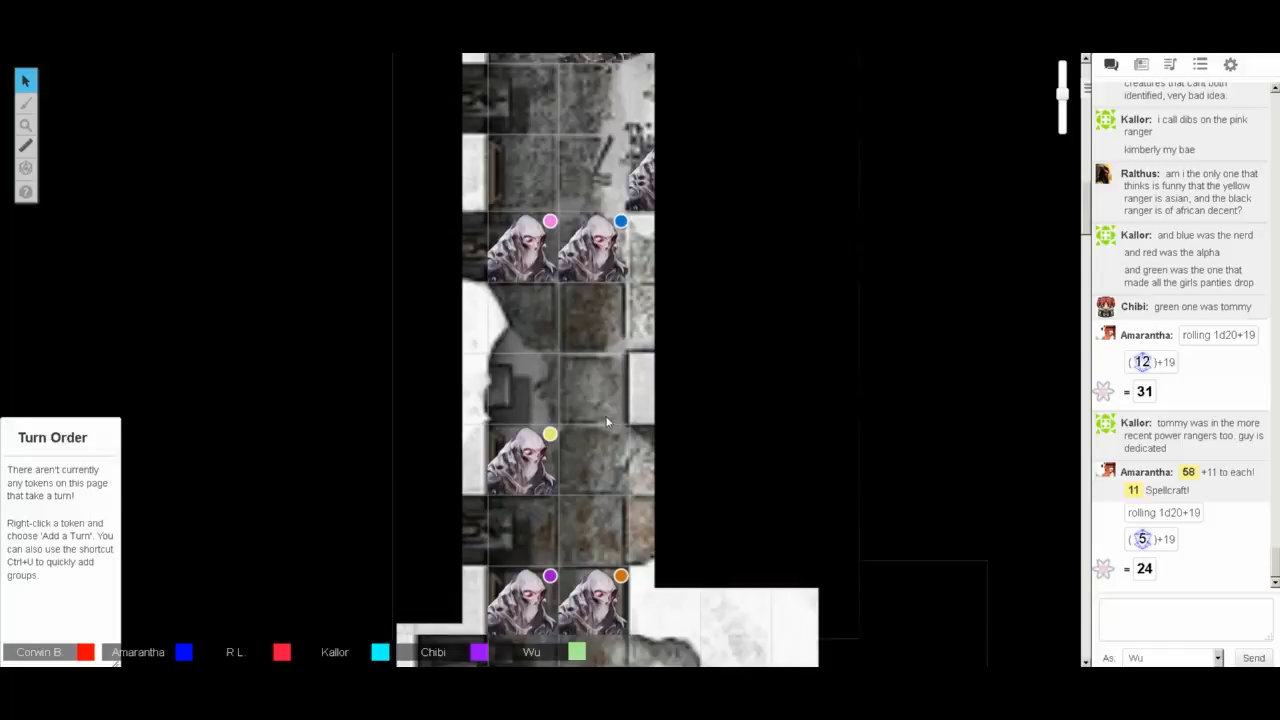 creatures that cant both
identified, very bad idea.
Kallor: i call dibs on the pink
ranger
kimberly my bae
Ralthus: am i the only one that
thinks is funny that the yellow
ranger is asian, and the black
ranger is of african decent?
Kallor: and blue was the nerd
and red was the alpha
and green was the one that
made all the girls panties drop
Chibi: green one was tommy
Amarantha: rolling 1d20+19
(12)+19
= 31
Kallor: tommy was in the more
recent power rangers too. guy is
dedicated
Amarantha: 58 +11 to each!
11 Spellcraft!
rolling 1d20+19
(5)+19
= 24
As: Wu
Send
Turn Order
There aren't currently
any tokens on this page
that take a turn!
Right-click a token and
choose 'Add a Turn'. You
can also use the shortcut
Ctrl+U to quickly add
groups.
Corwin B.
Amarantha
R L.
Kallor
Chibi
Wu